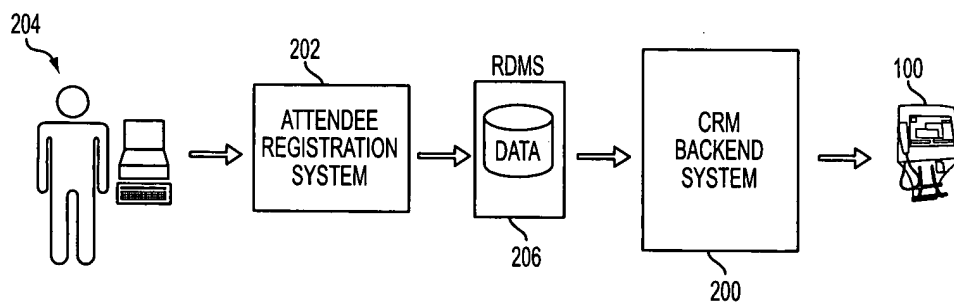 204
202
ATTENDEE
REGISTRATION
SYSTEM
RDMS
DATA
206
CRM
BACKEND
SYSTEM
200
100